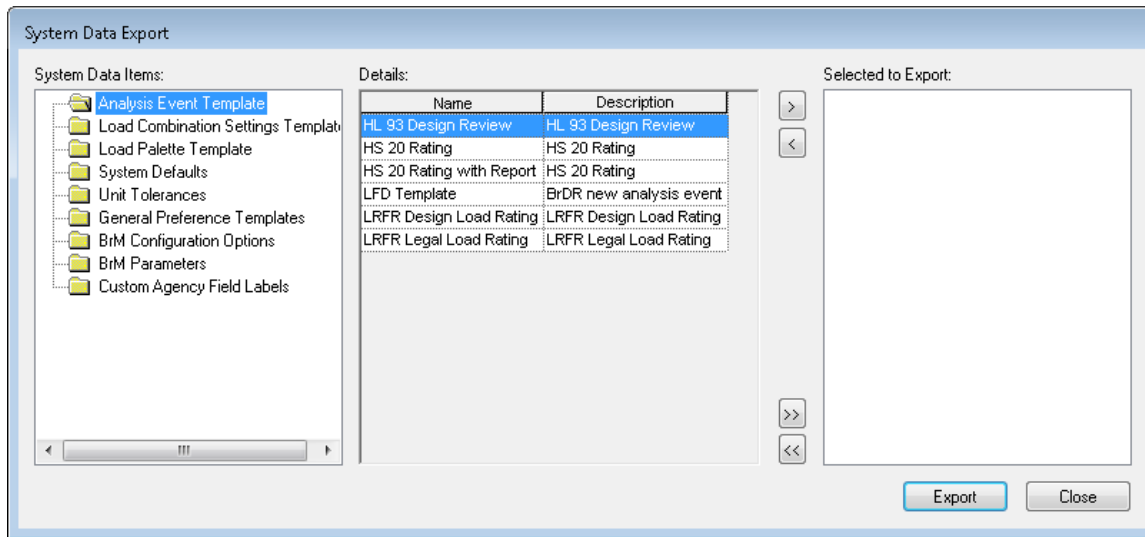 System Data Export
System Data Items:
Analysis Event Template
Load Combination Settings Templat
Load Palette Template
System Defaults
Unit Tolerances
General Preference Templates
BrM Configuration Options
BrM Parameters
Custom Agency Field Labels
Details:
Name Description
HL 93 Design Review HL 93 Design Review
HS 20 Rating HS 20 Rating
HS 20 Rating with Report HS 20 Rating
LFD Template BrDR new analysis event
LRFR Design Load Rating LRFR Design Load Rating
LRFR Legal Load Rating LRFR Legal Load Rating
>
<
>>
<<
Selected to Export:
Export Close